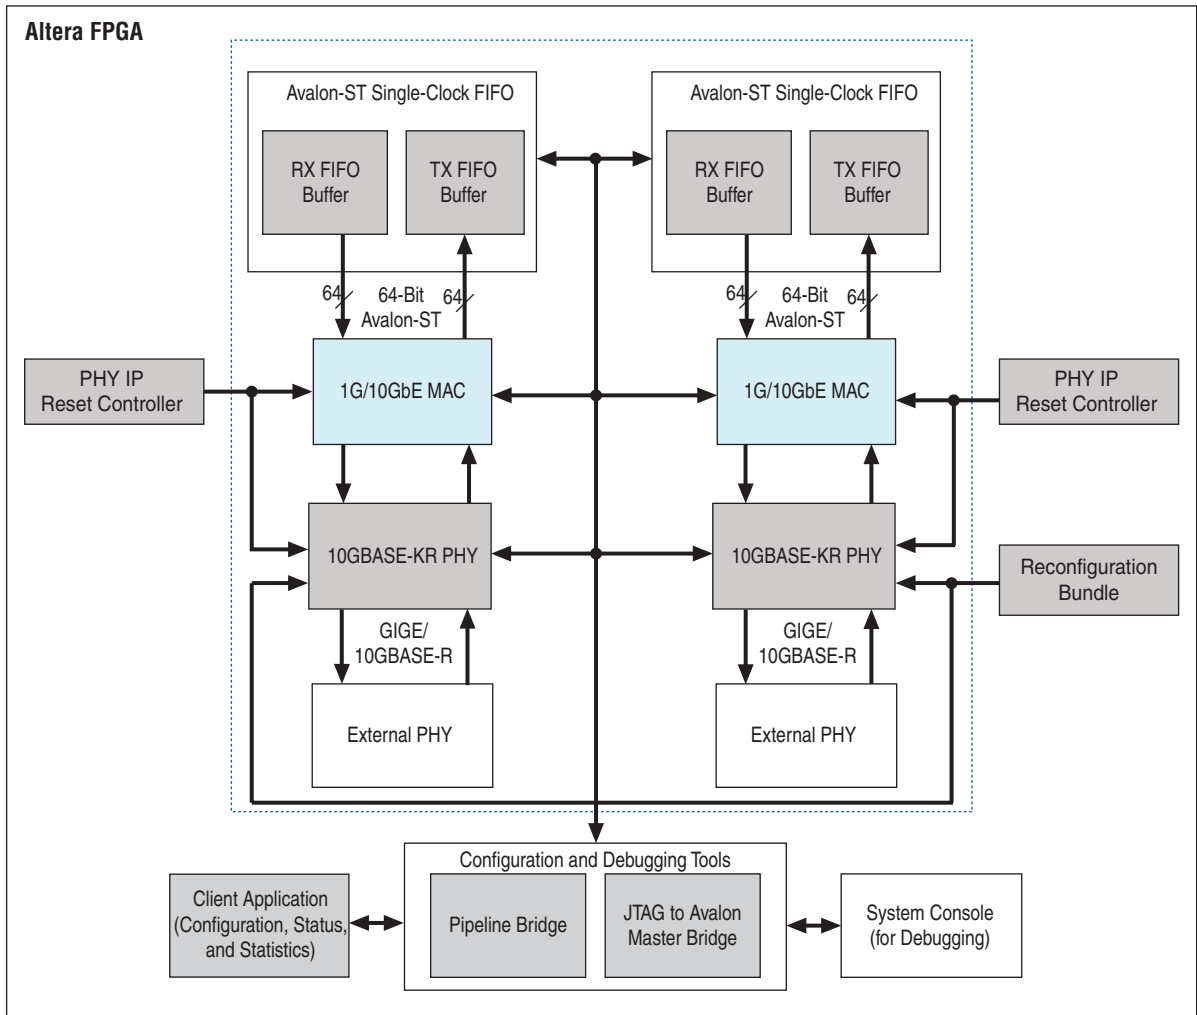 Altera FPGA
Avalon-ST Single-Clock FIFO
RX FIFO
Buffer
TX FIFO
Buffer
Avalon-ST Single-Clock FIFO
RX FIFO
Buffer
TX FIFO
Buffer
64
64-Bit
Avalon-ST
64
64
64-Bit
Avalon-ST
64
PHY IP
Reset Controller
1G/10GbE MAC
1G/10GbE MAC
PHY IP
Reset Controller
10GBASE-KR PHY
10GBASE-KR PHY
Reconfiguration
Bundle
GIGE/
10GBASE-R
GIGE/
10GBASE-R
External PHY
External PHY
Configuration and Debugging Tools
Client Application
(Configuration, Status,
and Statistics)
Pipeline Bridge
JTAG to Avalon
Master Bridge
System Console
(for Debugging)